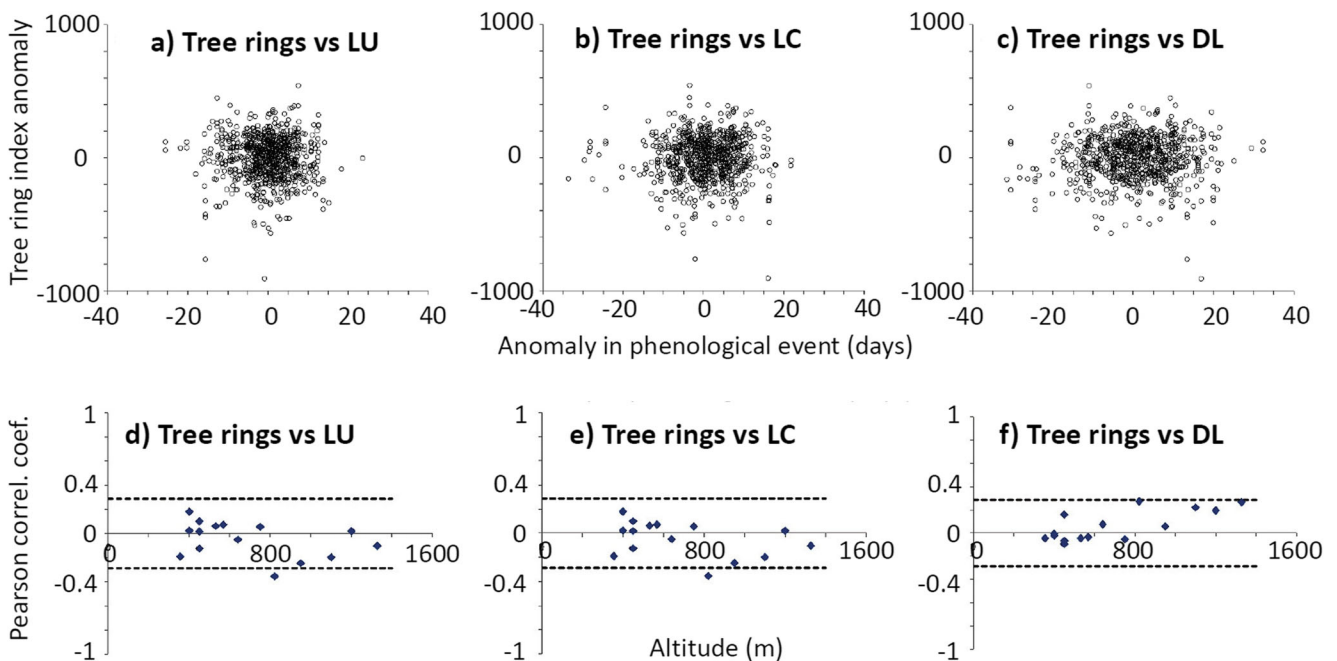 Tree ring index anomaly
1000
0
-1000
a) Tree rings vs LU
-40 -20 0 20 40
1000
0
-1000
b) Tree rings vs LC
-40 -20 0 20 40
1000
0
-1000
c) Tree rings vs DL
-40 -20 0 20 40
Anomaly in phenological event (days)
Pearson correl. coef.
1
0.4
0
-0.4
-1
d) Tree rings vs LU
0 800 1600
1
0.4
0
-0.4
-1
e) Tree rings vs LC
0 800 1600
1
0.4
0
-0.4
-1
f) Tree rings vs DL
0 800 1600
Altitude (m)